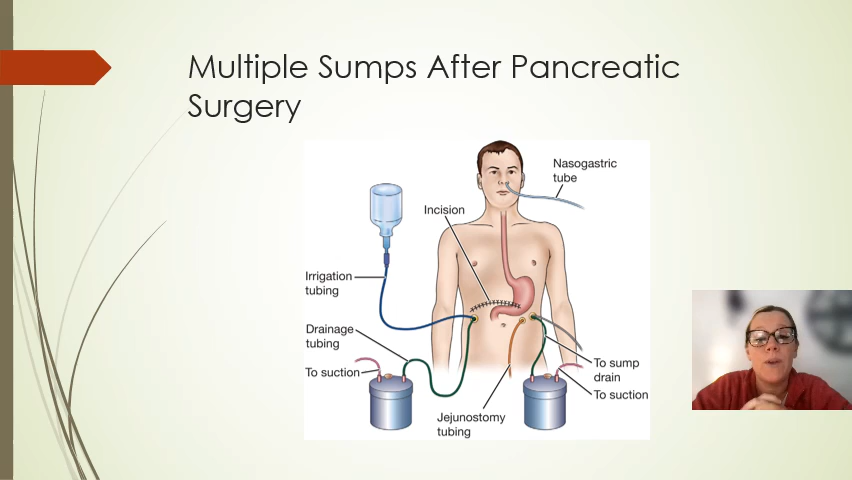 Multiple Sumps After Pancreatic
Surgery
Nasogastric
tube
Incision
Irrigation
tubing
Drainage
tubing
To suction
To sump
drain
To suction
Jejunostomy
tubing